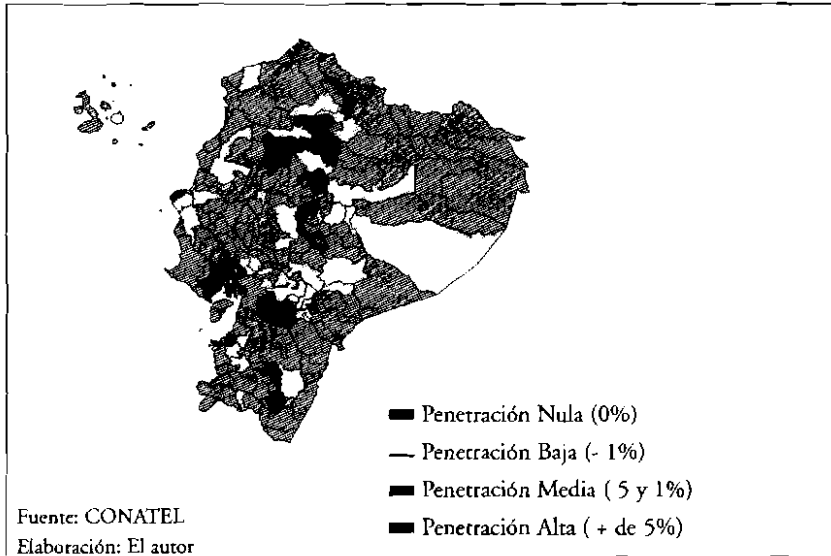 Penetración Nula (0%)
Penetración Baja (- 1%)
Penetración Media ( 5 y 1%)
Penetración Alta ( + de 5%)
Fuente: CONATEL
Elaboración: El autor